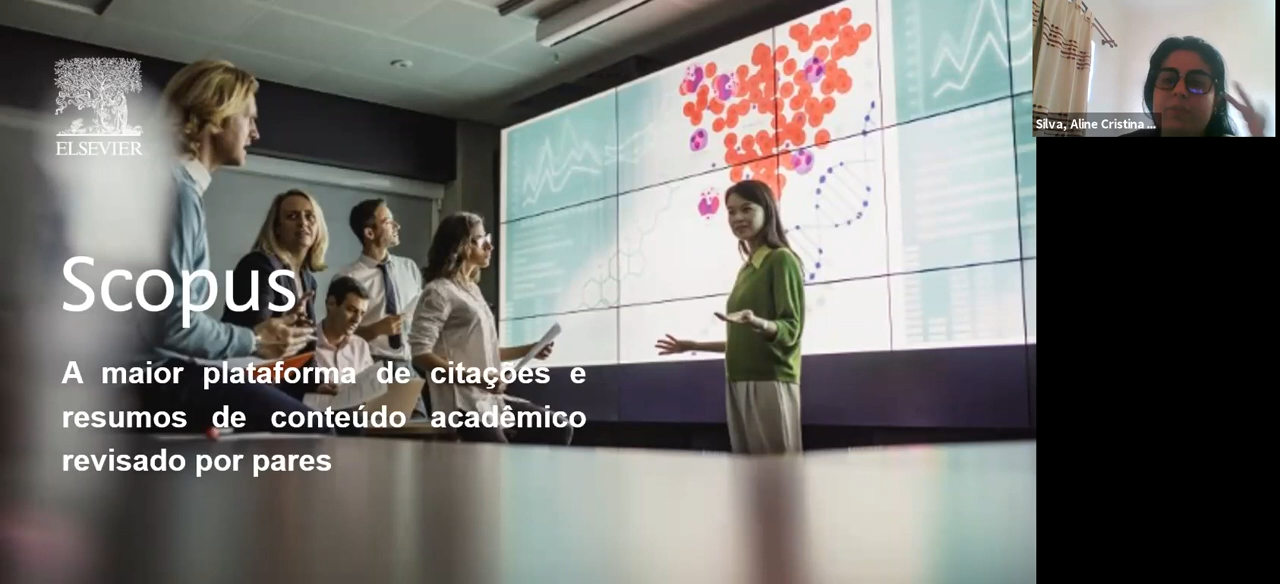 ELSEVIER
Scopus
A maior plataforma de citações e
resumos de conteúdo acadêmico
revisado por pares
Silva, Aline Cristina ...